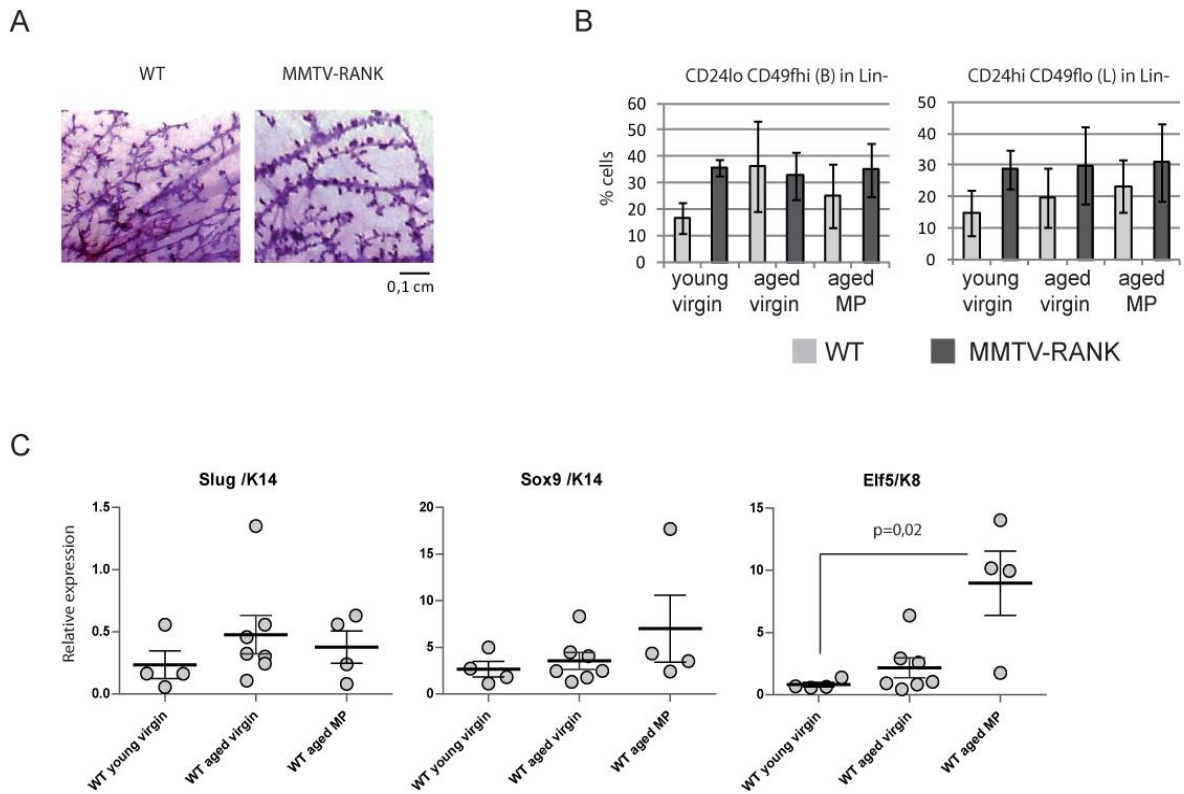 A
WT
MMTV-RANK
0,1 cm
B
CD24lo CD49fhi (B) in Lin-
CD24hi CD49flo (L) in Lin-
% cells
60
50
40
30
20
10
0
young
virgin
aged
virgin
aged
MP
50
40
30
20
10
0
young
virgin
aged
virgin
aged
MP
WT
MMTV-RANK
C
Slug /K14
Relative expression
1.5
1.0
0.5
0.0
WT young virgin
WT aged virgin
WT aged MP
Sox9 /K14
20
15
10
5
0
WT young virgin
WT aged virgin
WT aged MP
Elf5/K8
p=0,02
15
10
5
0
WT young virgin
WT aged virgin
WT aged MP